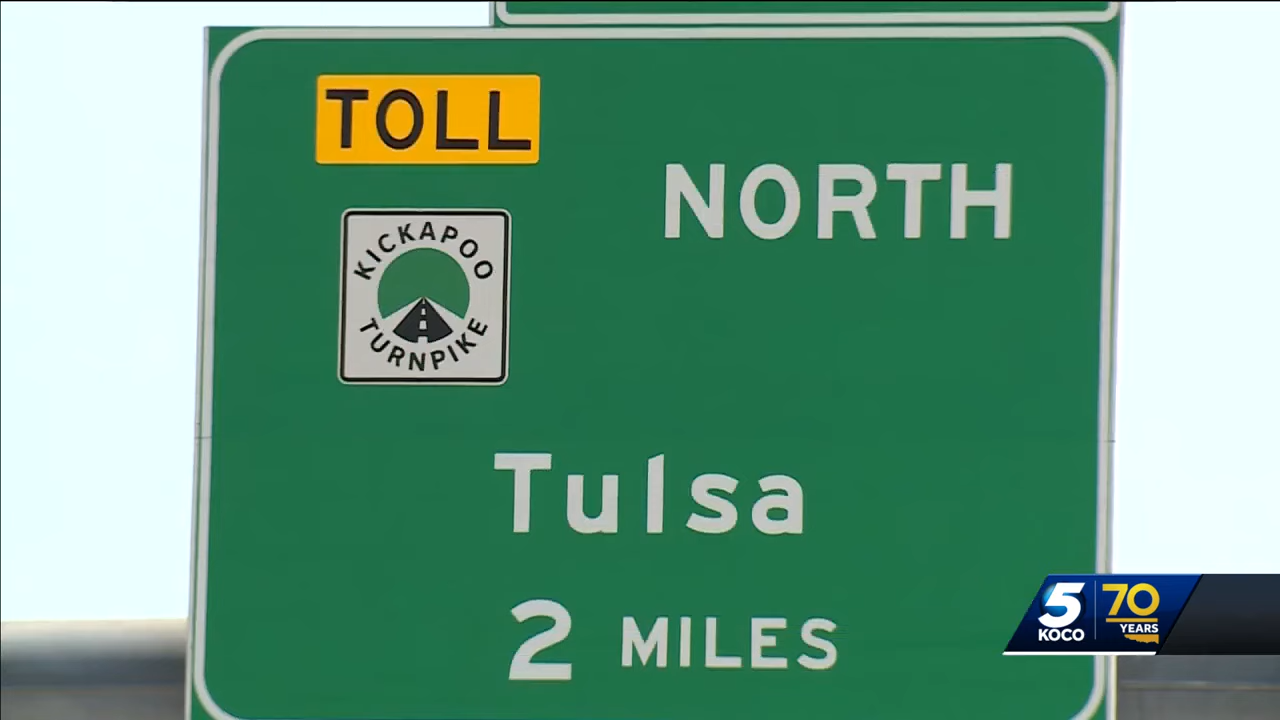 TOLL
NORTH
KICKAPOO
TURNPIKE
Tulsa
2 MILES
5 70
KOCO YEARS